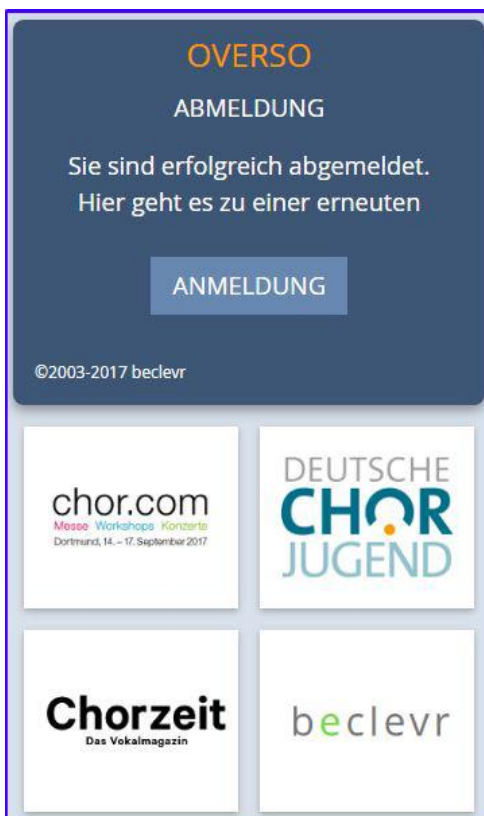 OVERSO
ABMELDUNG
Sie sind erfolgreich abgemeldet.
Hier geht es zu einer erneuten
ANMELDUNG
©2003-2017 beclevr
chor.com
Messe Workshops Konzerte
Dortmund, 14. – 17. September 2017
DEUTSCHE
CHOR
JUGEND
Chorzeit
Das Vokalmagazin
beclevr